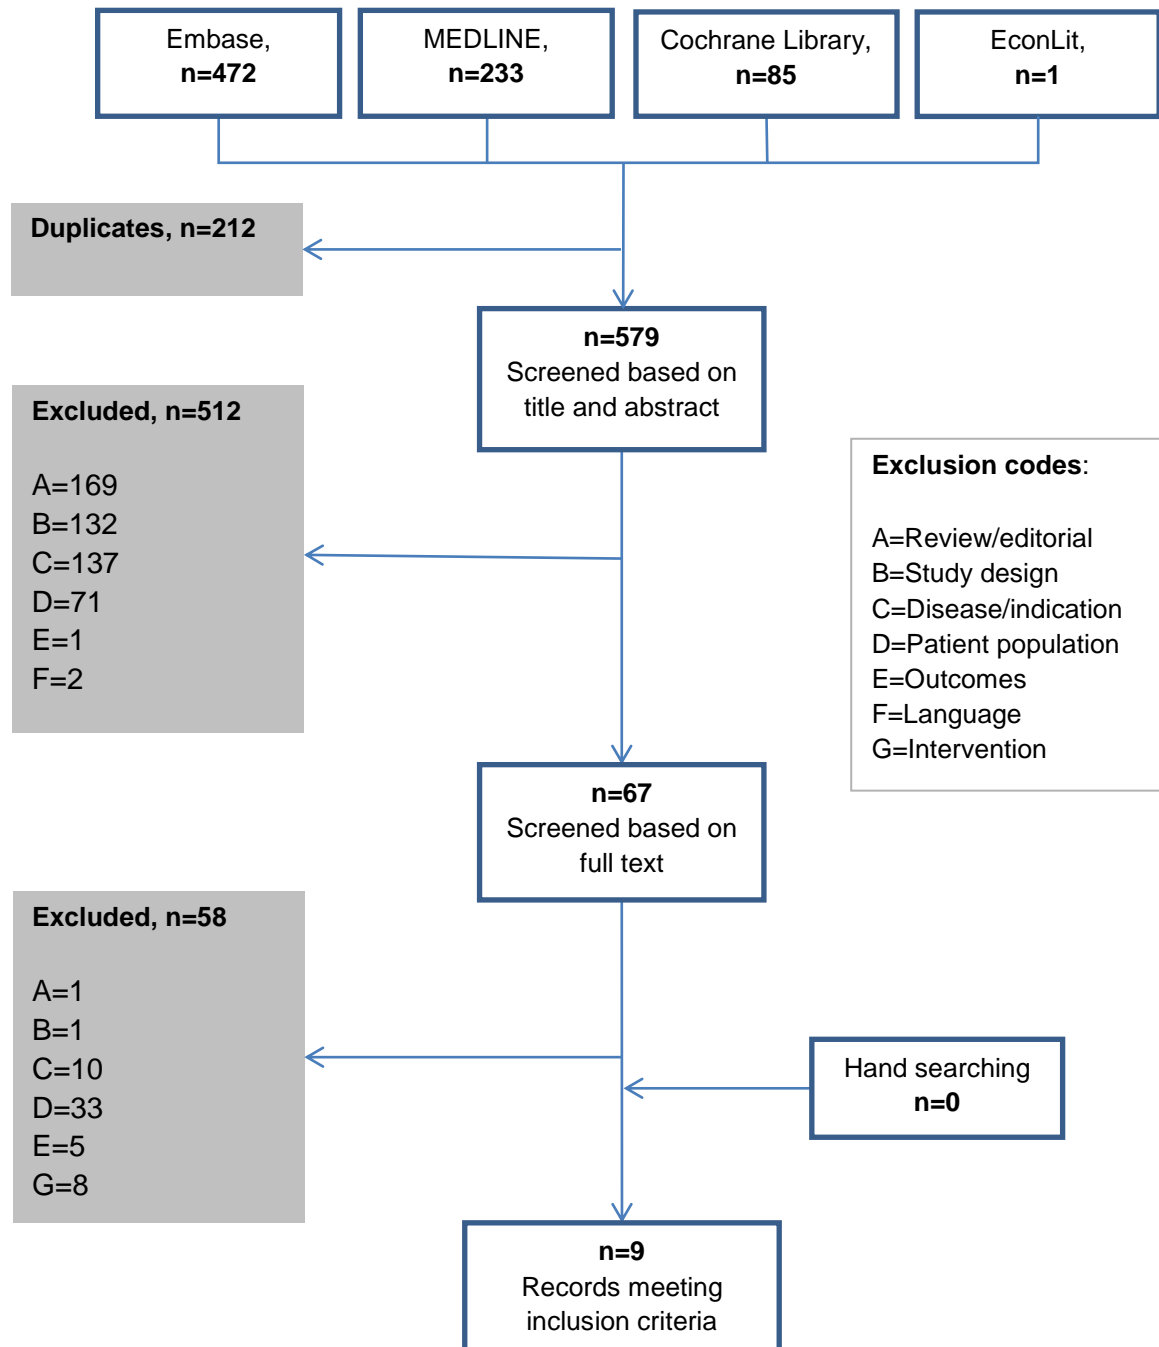 Embase,
n=472
MEDLINE,
n=233
Cochrane Library,
n=85
EconLit,
n=1
Duplicates, n=212
n=579
Screened based on
title and abstract
Excluded, n=512
A=169
B=132
C=137
D=71
E=1
F=2
Exclusion codes:
A=Review/editorial
B=Study design
C=Disease/indication
D=Patient population
E=Outcomes
F=Language
G=Intervention
n=67
Screened based on
full text
Excluded, n=58
A=1
B=1
C=10
D=33
E=5
G=8
Hand searching
n=0
n=9
Records meeting
inclusion criteria